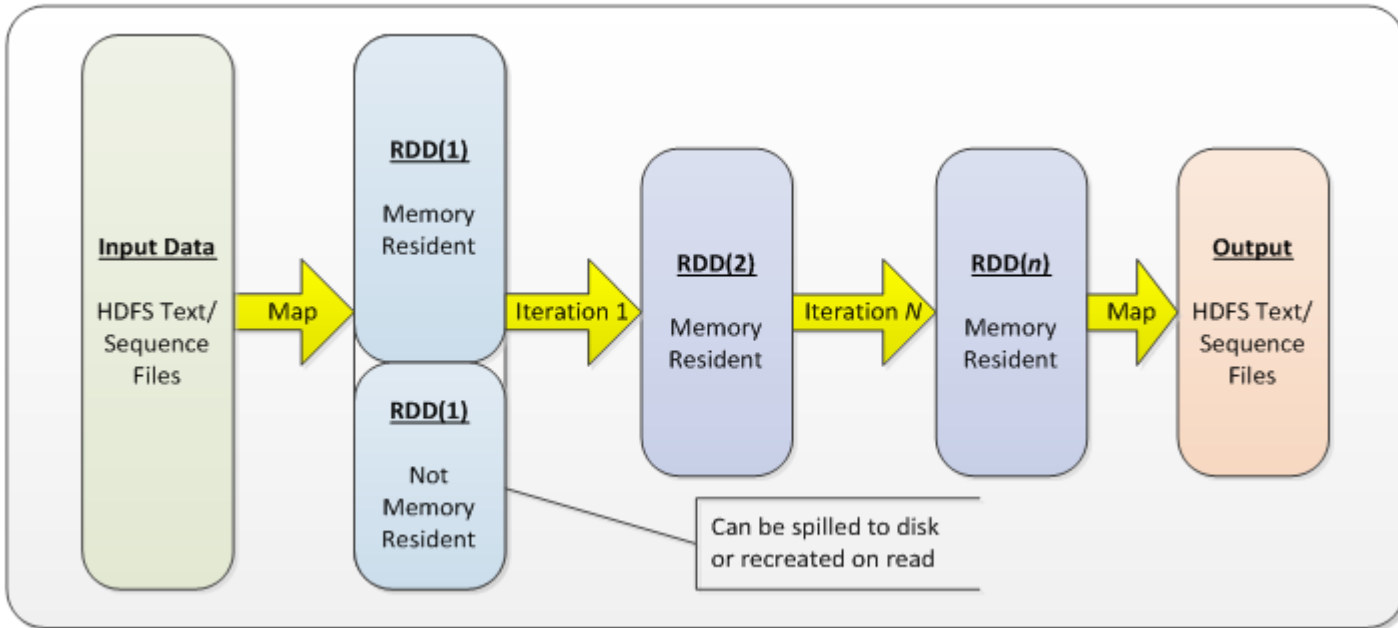 Input Data
HDFS Text/
Sequence
Files
Map
RDD(1)
Memory
Resident
RDD(1)
Not
Memory
Resident
Iteration 1
RDD(2)
Memory
Resident
Iteration N
RDD(n)
Memory
Resident
Map
Output
HDFS Text/
Sequence
Files
Can be spilled to disk
or recreated on read